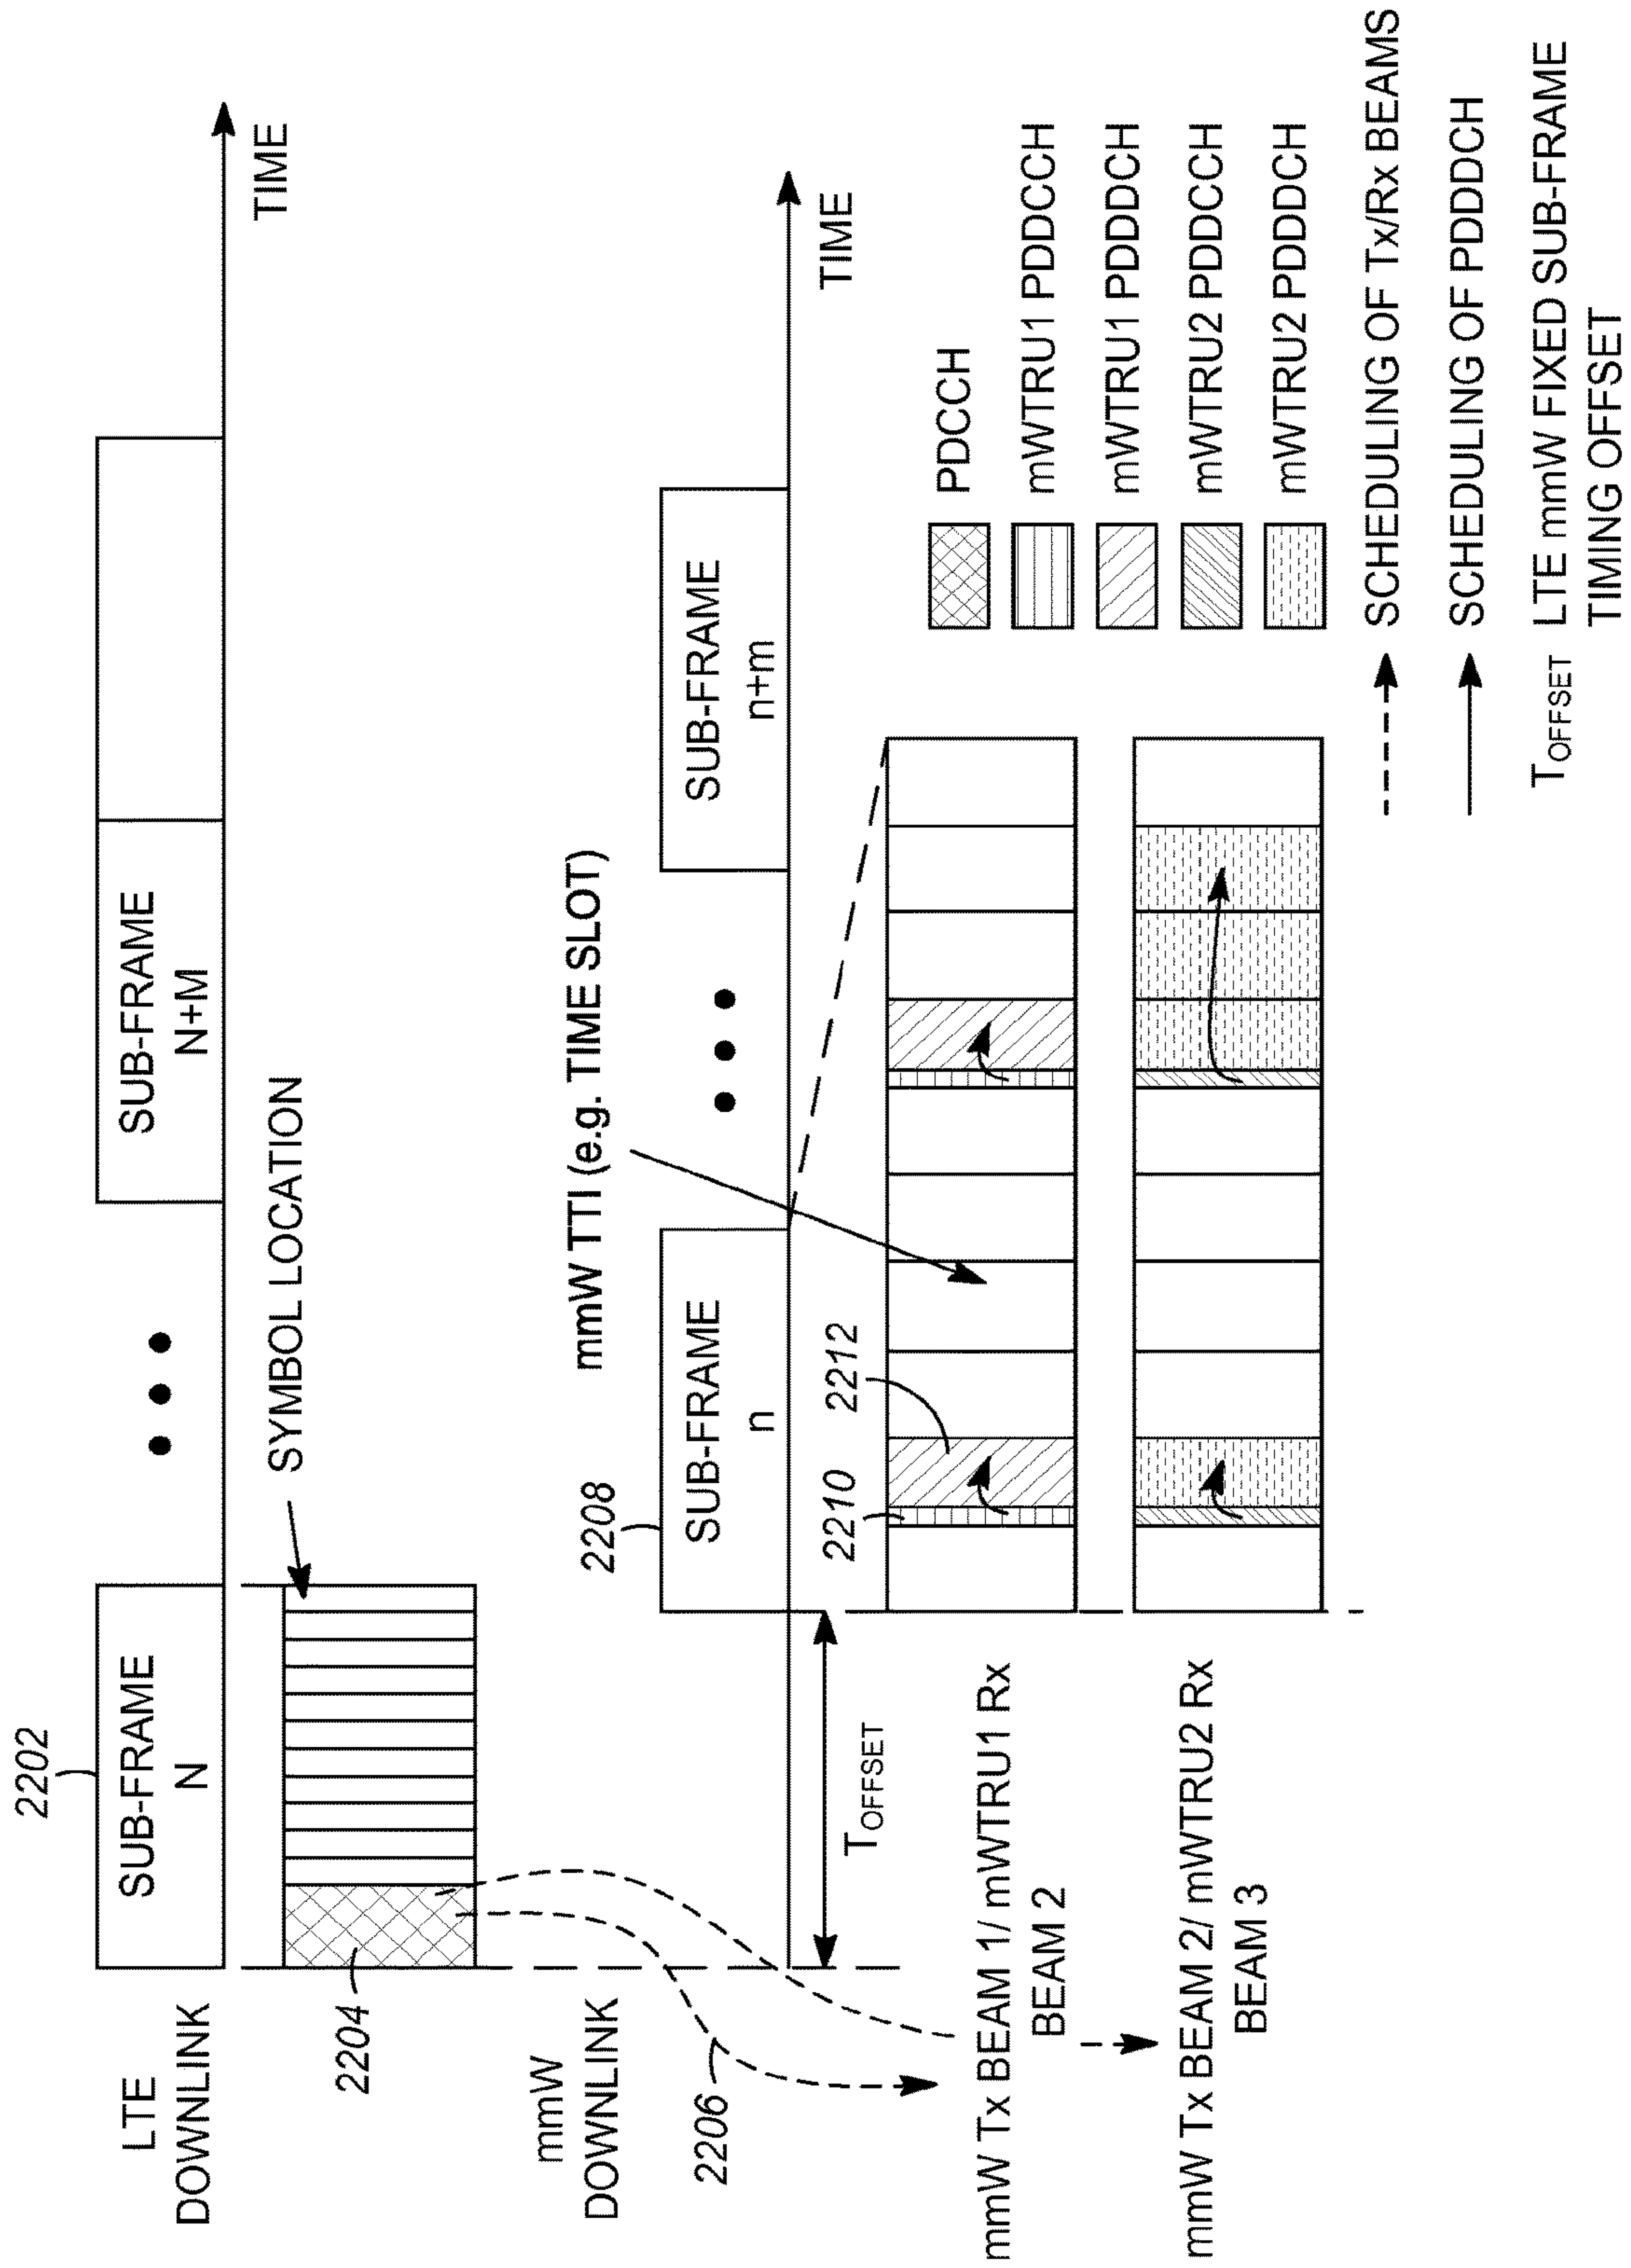 2202
LTE
DOWNLINK
SUB-FRAME
N
SUB-FRAME
N+M
TIME
2204
SYMBOL LOCATION
mmW
DOWNLINK
2206
2208
SUB-FRAME
n
mmW TTI (e.g. TIME SLOT)
SUB-FRAME
n+m
TIME
TOFFSET
2210
2212
mmW Tx BEAM 1/ mWTRU1 Rx
BEAM 2
mmW Tx BEAM 2/ mWTRU2 Rx
BEAM 3
PDCCH
mWTRU1 PDDCCH
mWTRU1 PDDDCH
mWTRU2 PDDCCH
mWTRU2 PDDDCH
SCHEDULING OF Tx/Rx BEAMS
SCHEDULING OF PDDDCH
TOFFSET LTE mmW FIXED SUB-FRAME
TIMING OFFSET